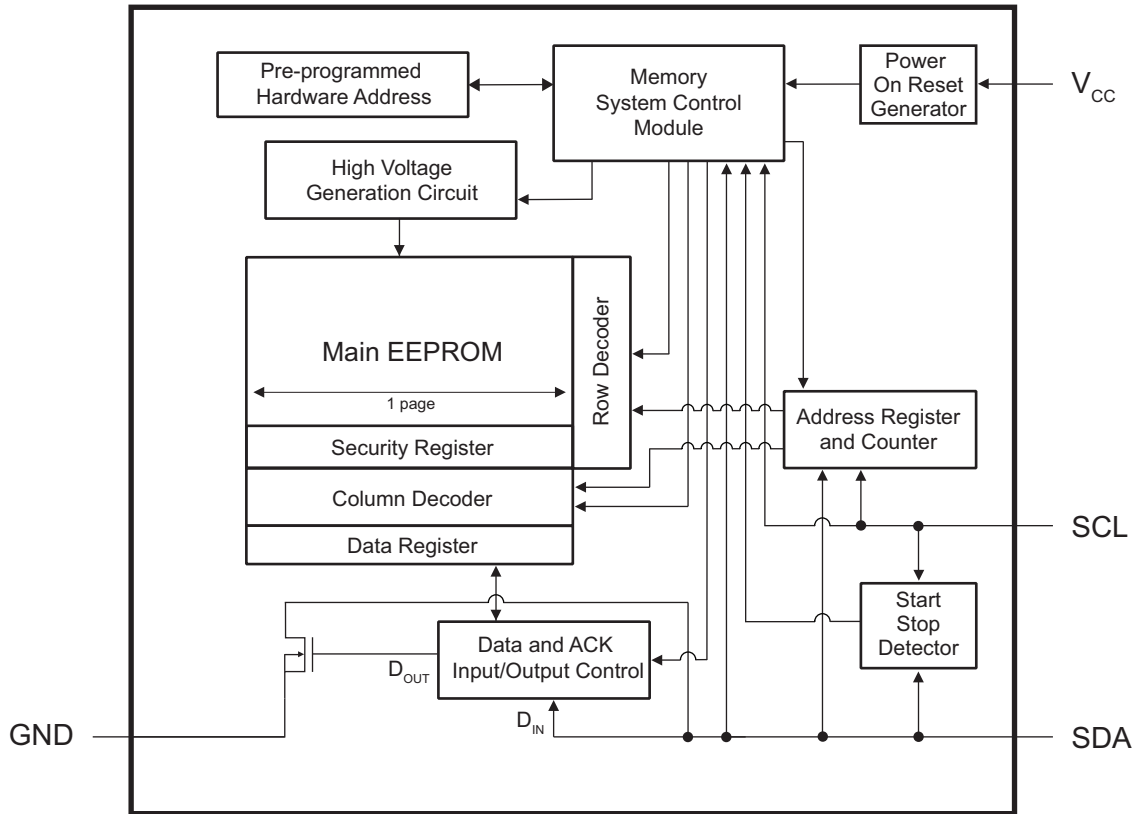 Pre-programmed
Hardware Address
Memory
System Control
Module
Power
On Reset
Generator
VCC
High Voltage
Generation Circuit
Main EEPROM
1 page
Row Decoder
Security Register
Column Decoder
Data Register
Address Register
and Counter
SCL
Start
Stop
Detector
Data and ACK
Input/Output Control
DOUT
DIN
GND
SDA